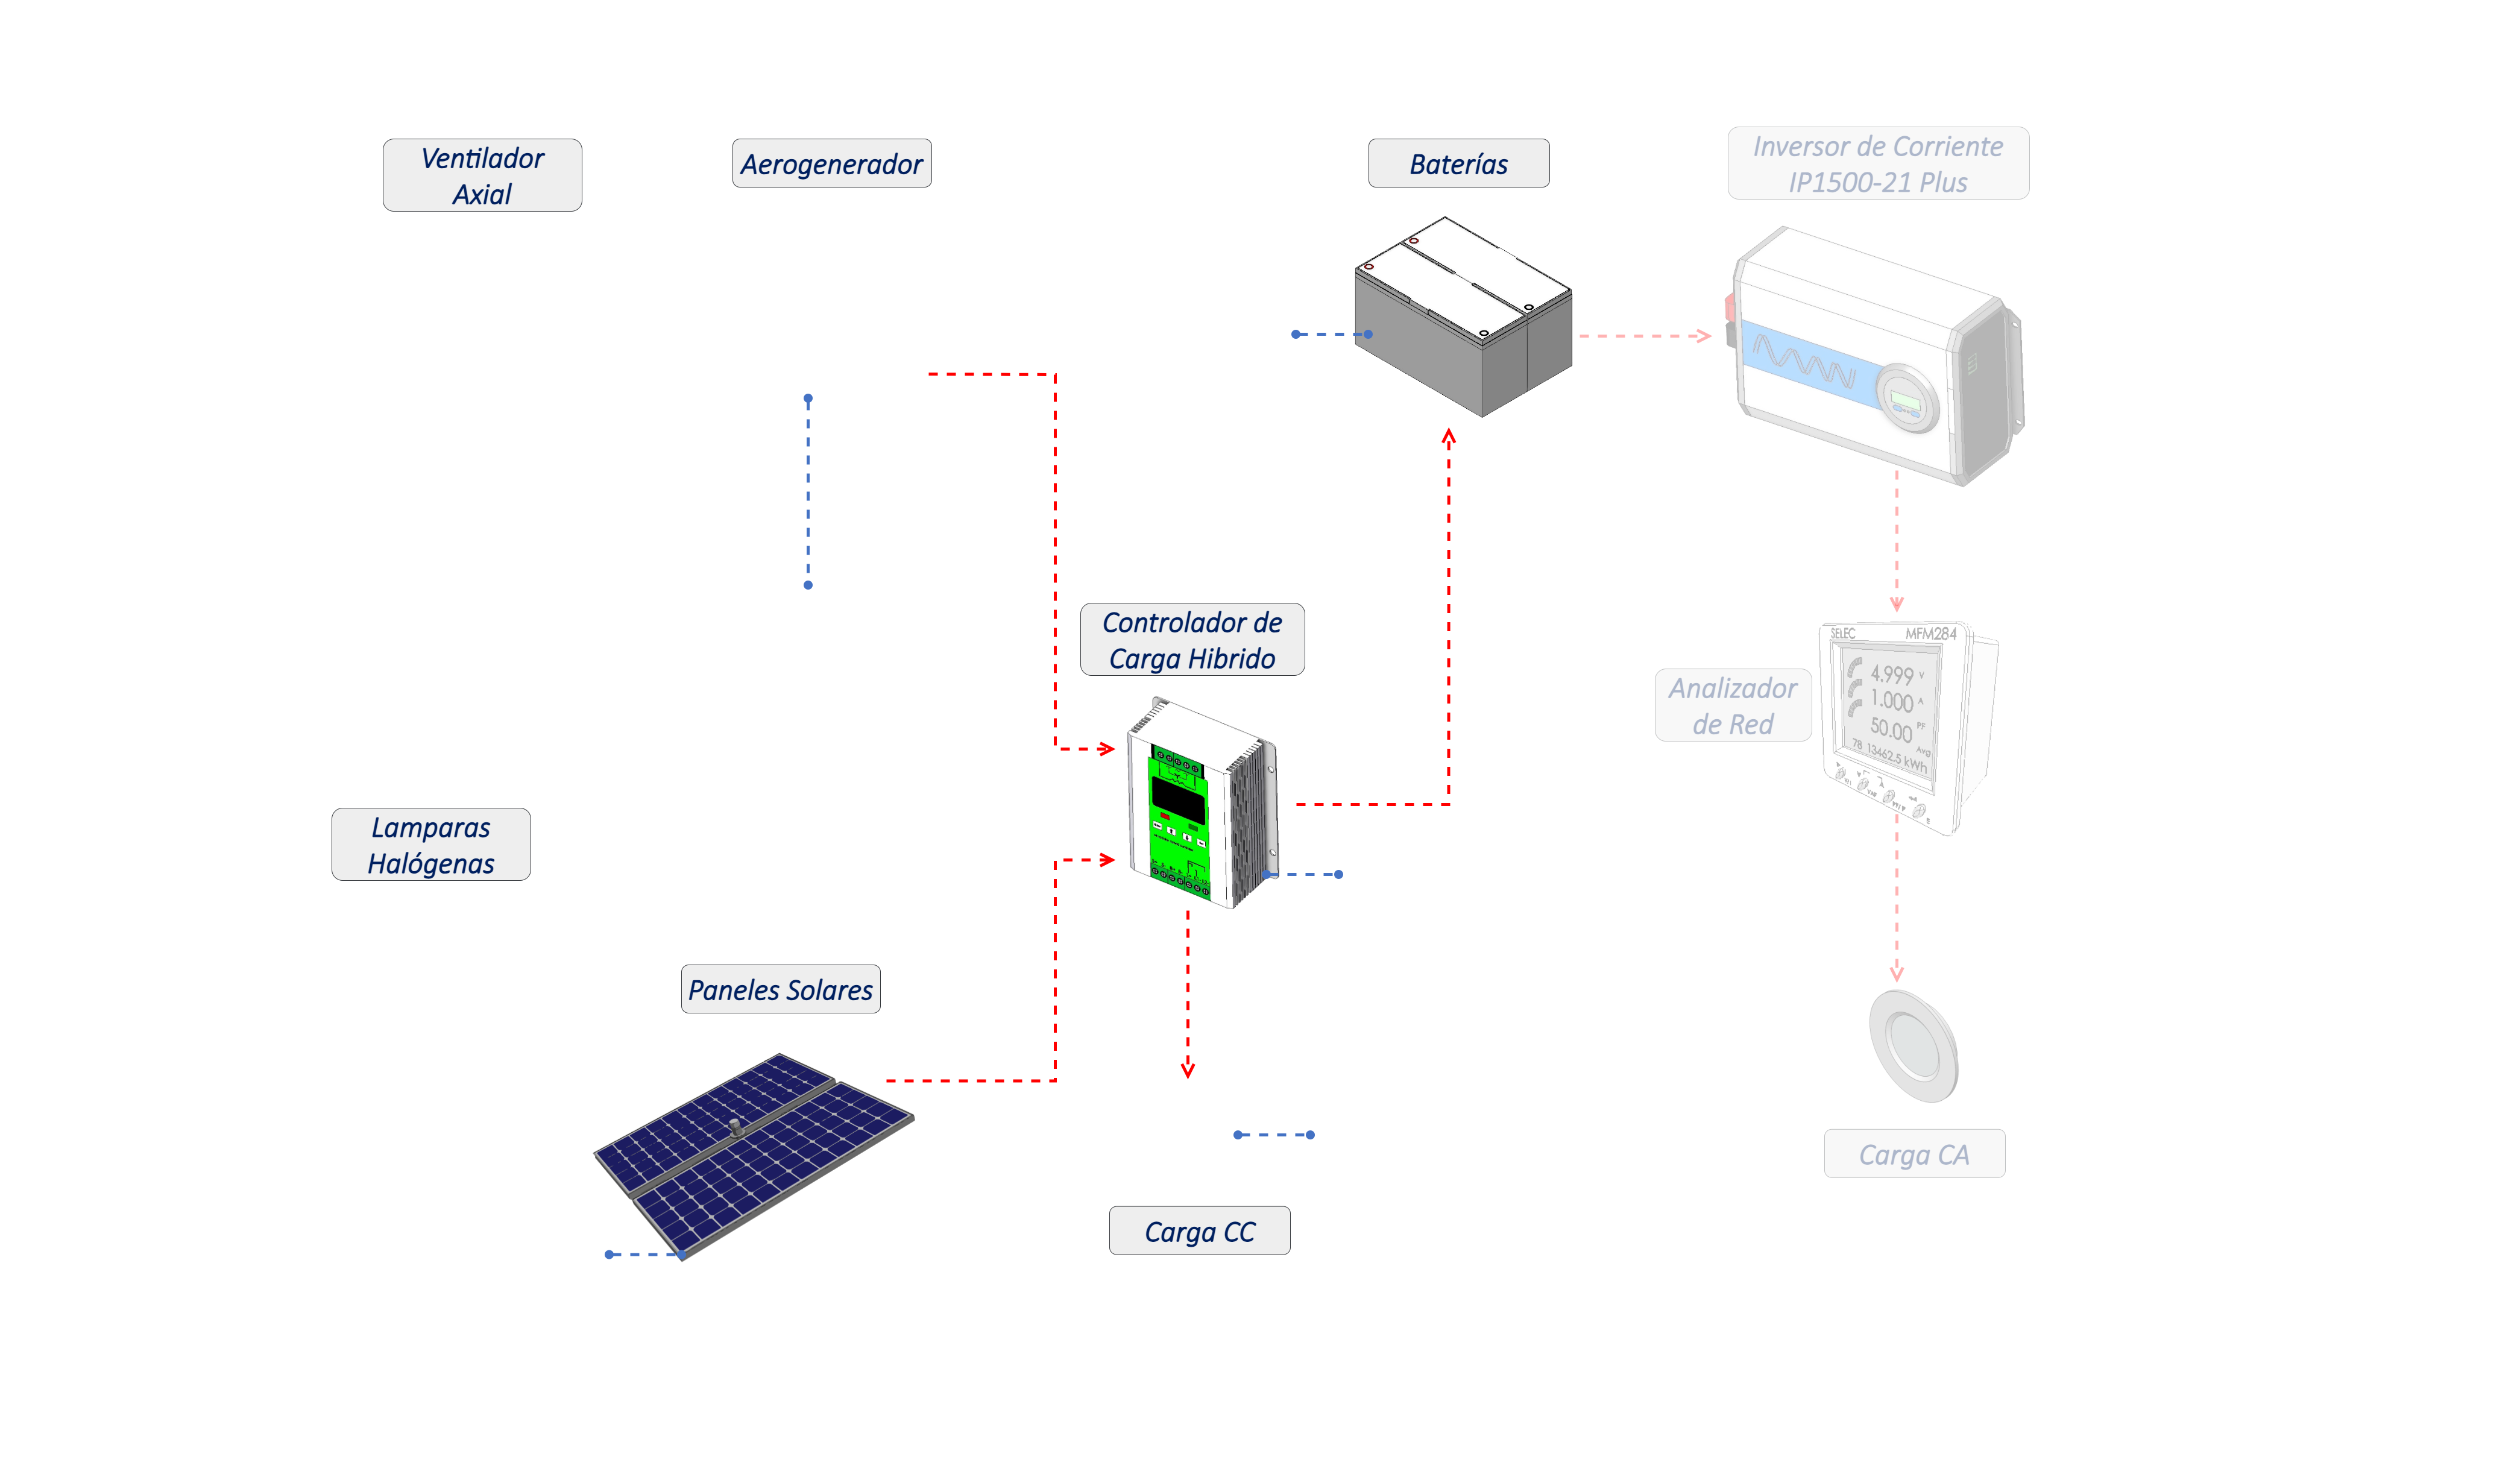 Ventilador
Axial
Aerogenerador
Baterías
Inversor de Corriente
IP1500-21 Plus
Controlador de
Carga Hibrido
SELEC MFM284
4.999 V
1.000 A
50.00 PF
Avg
78 13462.5 kWh
Analizador
de Red
Lamparas
Halógenas
Paneles Solares
Carga CA
Carga CC